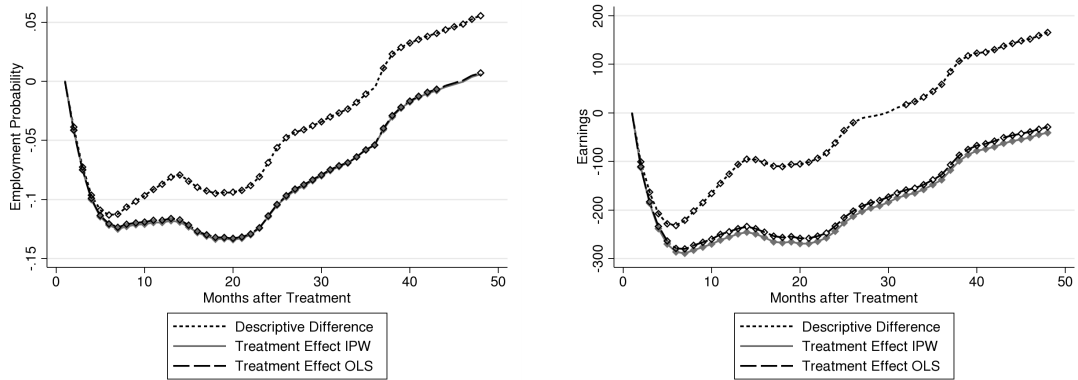 .05
0
-.05
-.1
-.15
Employment Probability
0 10 20 30 40 50
Months after Treatment
Descriptive Difference
Treatment Effect IPW
Treatment Effect OLS
200
100
0
-100
-200
-300
Earnings
0 10 20 30 40 50
Months after Treatment
Descriptive Difference
Treatment Effect IPW
Treatment Effect OLS